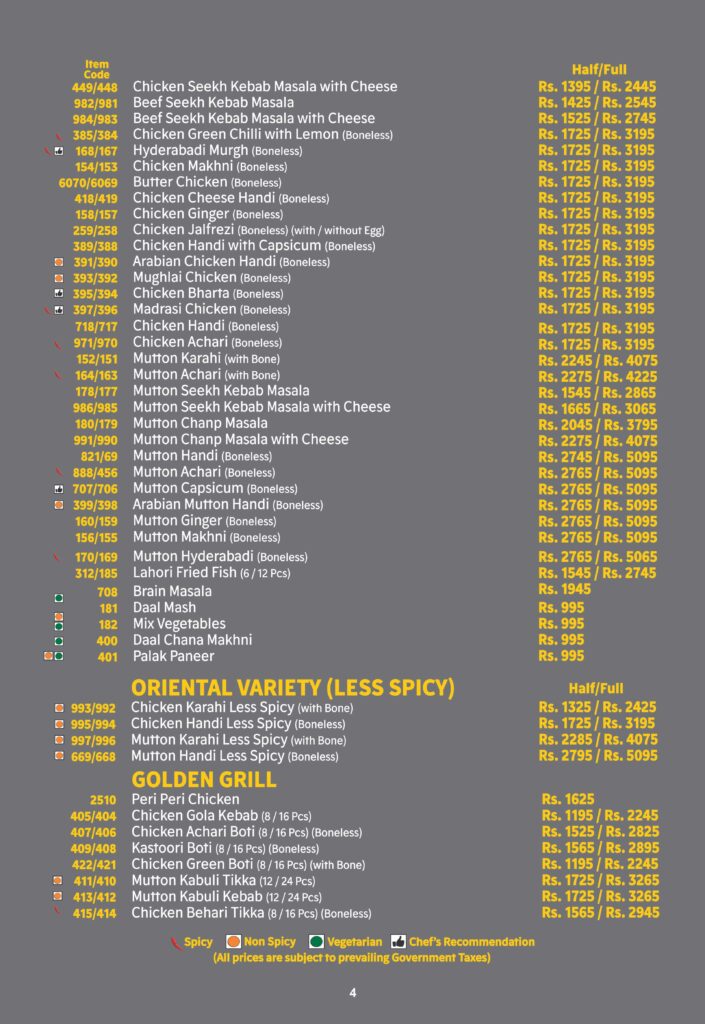 Item
Code
Half/Full
449/448 Chicken Seekh Kebab Masala with Cheese Rs. 1395 / Rs. 2445
982/981 Beef Seekh Kebab Masala Rs. 1425 / Rs. 2545
984/983 Beef Seekh Kebab Masala with Cheese Rs. 1525 / Rs. 2745
385/384 Chicken Green Chilli with Lemon (Boneless) Rs. 1725 / Rs. 3195
168/167 Hyderabadi Murgh (Boneless) Rs. 1725 / Rs. 3195
154/153 Chicken Makhni (Boneless) Rs. 1725 / Rs. 3195
6070/6069 Butter Chicken (Boneless) Rs. 1725 / Rs. 3195
418/419 Chicken Cheese Handi (Boneless) Rs. 1725 / Rs. 3195
158/157 Chicken Ginger (Boneless) Rs. 1725 / Rs. 3195
259/258 Chicken Jalfrezi (Boneless) (with / without Egg) Rs. 1725 / Rs. 3195
389/388 Chicken Handi with Capsicum (Boneless) Rs. 1725 / Rs. 3195
391/390 Arabian Chicken Handi (Boneless) Rs. 1725 / Rs. 3195
393/392 Mughlai Chicken (Boneless) Rs. 1725 / Rs. 3195
395/394 Chicken Bharta (Boneless) Rs. 1725 / Rs. 3195
397/396 Madrasi Chicken (Boneless) Rs. 1725 / Rs. 3195
718/717 Chicken Handi (Boneless) Rs. 1725 / Rs. 3195
971/970 Chicken Achari (Boneless) Rs. 1725 / Rs. 3195
152/151 Mutton Karahi (with Bone) Rs. 2245 / Rs. 4075
164/163 Mutton Achari (with Bone) Rs. 2275 / Rs. 4225
178/177 Mutton Seekh Kebab Masala Rs. 1545 / Rs. 2865
986/985 Mutton Seekh Kebab Masala with Cheese Rs. 1665 / Rs. 3065
180/179 Mutton Chanp Masala Rs. 2045 / Rs. 3795
991/990 Mutton Chanp Masala with Cheese Rs. 2275 / Rs. 4075
821/69 Mutton Handi (Boneless) Rs. 2745 / Rs. 5095
888/456 Mutton Achari (Boneless) Rs. 2765 / Rs. 5095
707/706 Mutton Capsicum (Boneless) Rs. 2765 / Rs. 5095
399/398 Arabian Mutton Handi (Boneless) Rs. 2765 / Rs. 5095
160/159 Mutton Ginger (Boneless) Rs. 2765 / Rs. 5095
156/155 Mutton Makhni (Boneless) Rs. 2765 / Rs. 5095
170/169 Mutton Hyderabadi (Boneless) Rs. 2765 / Rs. 5065
312/185 Lahori Fried Fish (6 / 12 Pcs) Rs. 1545 / Rs. 2745
708 Brain Masala Rs. 1945
181 Daal Mash Rs. 995
182 Mix Vegetables Rs. 995
400 Daal Chana Makhni Rs. 995
401 Palak Paneer Rs. 995
ORIENTAL VARIETY (LESS SPICY) Half/Full
993/992 Chicken Karahi Less Spicy (with Bone) Rs. 1325 / Rs. 2425
995/994 Chicken Handi Less Spicy (Boneless) Rs. 1725 / Rs. 3195
997/996 Mutton Karahi Less Spicy (with Bone) Rs. 2285 / Rs. 4075
669/668 Mutton Handi Less Spicy (Boneless) Rs. 2795 / Rs. 5095
GOLDEN GRILL
2510 Peri Peri Chicken Rs. 1625
405/404 Chicken Gola Kebab (8 / 16 Pcs) Rs. 1195 / Rs. 2245
407/406 Chicken Achari Boti (8 / 16 Pcs) (Boneless) Rs. 1525 / Rs. 2825
409/408 Kastoori Boti (8 / 16 Pcs) (Boneless) Rs. 1565 / Rs. 2895
422/421 Chicken Green Boti (8 / 16 Pcs) (with Bone) Rs. 1195 / Rs. 2245
411/410 Mutton Kabuli Tikka (12 / 24 Pcs) Rs. 1725 / Rs. 3265
413/412 Mutton Kabuli Kebab (12 / 24 Pcs) Rs. 1725 / Rs. 3265
415/414 Chicken Behari Tikka (8 / 16 Pcs) (Boneless) Rs. 1565 / Rs. 2945
Spicy Non Spicy Vegetarian Chef's Recommendation
(All prices are subject to prevailing Government Taxes)
4